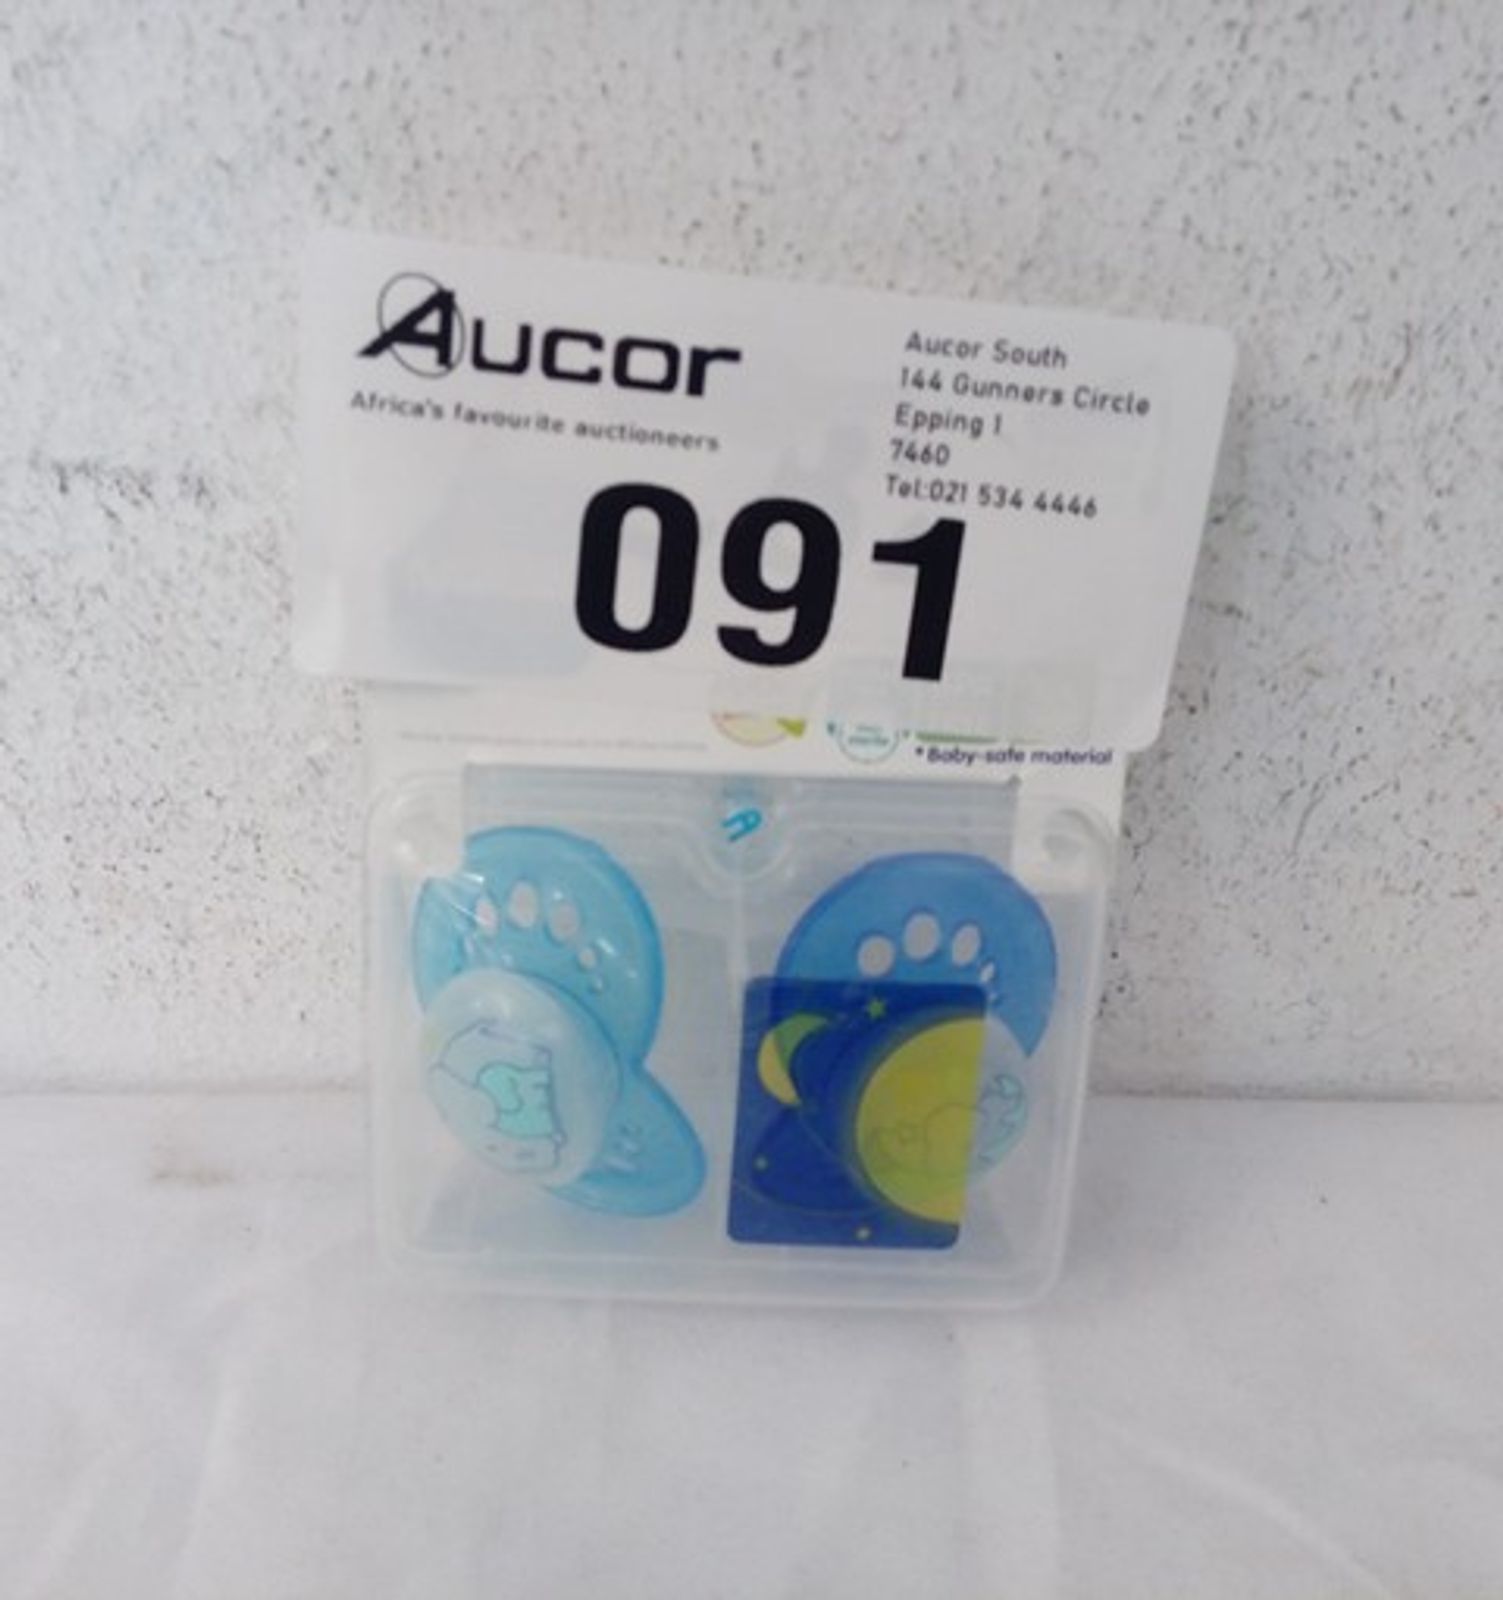 Aucor
Africa's favourite auctioneers
Aucor South
144 Gunners Circle
Epping 1
7460
Tel:021 534 4446
091
*Baby-safe material